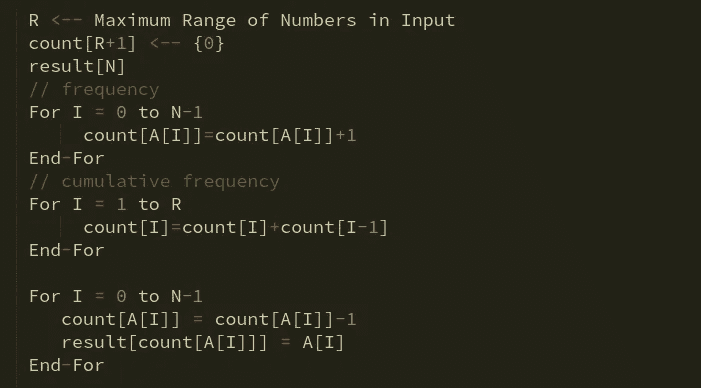 R <-- Maximum Range of Numbers in Input
count[R+1] <-- {0}
result[N]
// frequency
For I = 0 to N-1
count[A[I]]=count[A[I]]+1
End-For
// cumulative frequency
For I = 1 to R
count[I]=count[I]+count[I-1]
End-For
For I = 0 to N-1
count[A[I]] = count[A[I]]-1
result[count[A[I]]] = A[I]
End-For